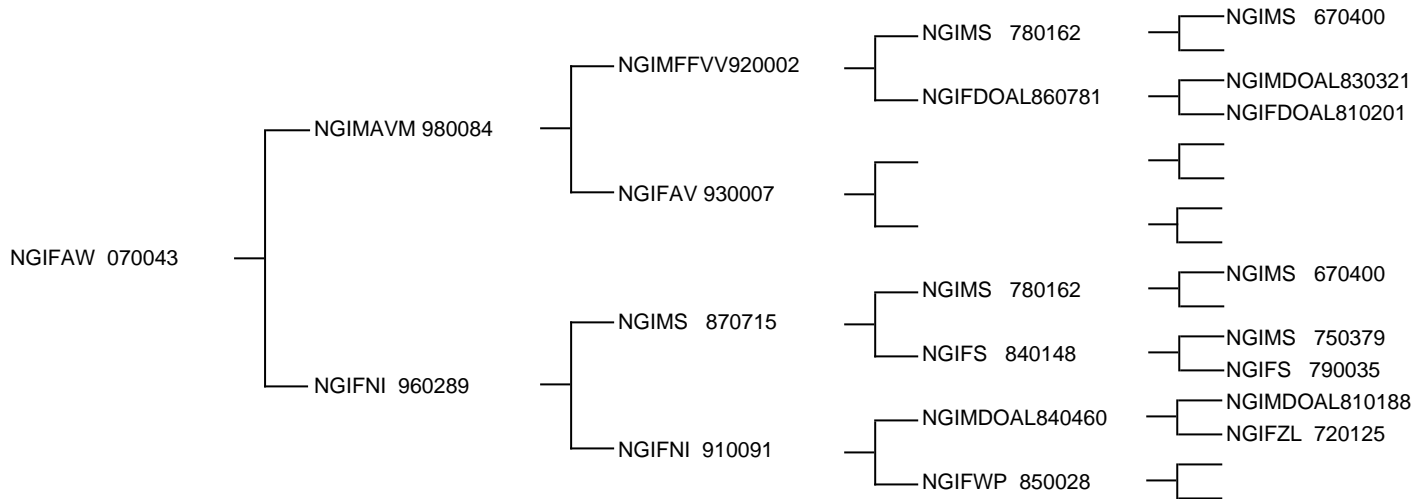 NGIMS 670400
NGIMS 780162
NGIMFFVV920002
NGIMDOAL830321
NGIFDOAL860781
NGIFDOAL810201
NGIMAVM 980084
NGIFAV 930007
NGIFAW 070043
NGIMS 670400
NGIMS 780162
NGIMS 870715
NGIMS 750379
NGIFS 840148
NGIFS 790035
NGIFNI 960289
NGIMDOAL810188
NGIMDOAL840460
NGIFZL 720125
NGIFNI 910091
NGIFWP 850028